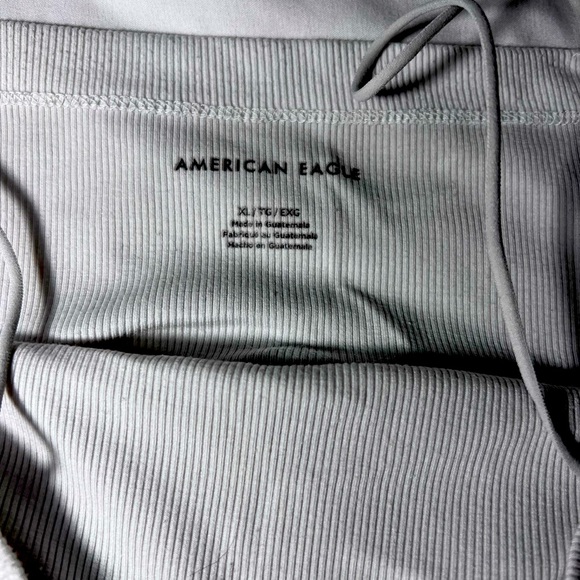 AMERICAN EAGLE
XL / TG / EXG
Made in Guatemala
Fabriqué au Guatemala
Hecho en Guatemala